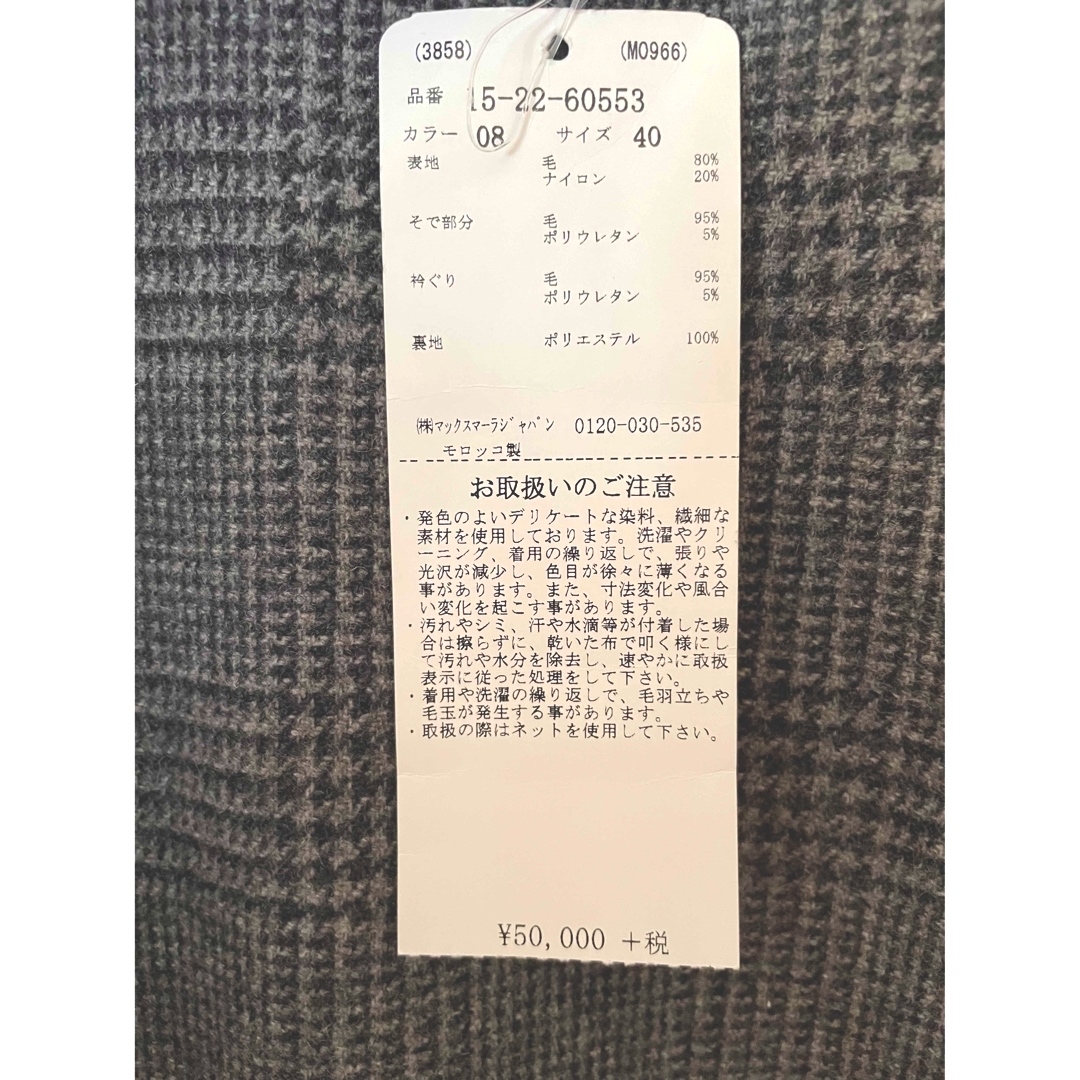 (3858) (M0966)
品番 15-22-60553
カラー 08 サイズ 40
表地 毛 80%
ナイロン 20%
そで部分 毛 95%
ポリウレタン 5%
衿ぐり 毛 95%
ポリウレタン 5%
裏地 ポリエステル 100%
㈱マックスマーラジャパン 0120-030-535
モロッコ製
お取扱いのご注意
・発色のよいデリケートな染料、繊細な
素材を使用しております。洗濯やクリ
ーニング、着用の繰り返しで、張りや
光沢が減少し、色目が徐々に薄くなる
事があります。また、寸法変化や風合
い変化を起こす事があります。
・汚れやシミ、汗や水滴等が付着した場
合は擦らずに、乾いた布で叩く様にし
て汚れや水分を除去し、速やかに取扱
表示に従った処理をして下さい。
・着用や洗濯の繰り返しで、毛羽立ちや
毛玉が発生する事があります。
・取扱の際はネットを使用して下さい。
¥50,000 +税